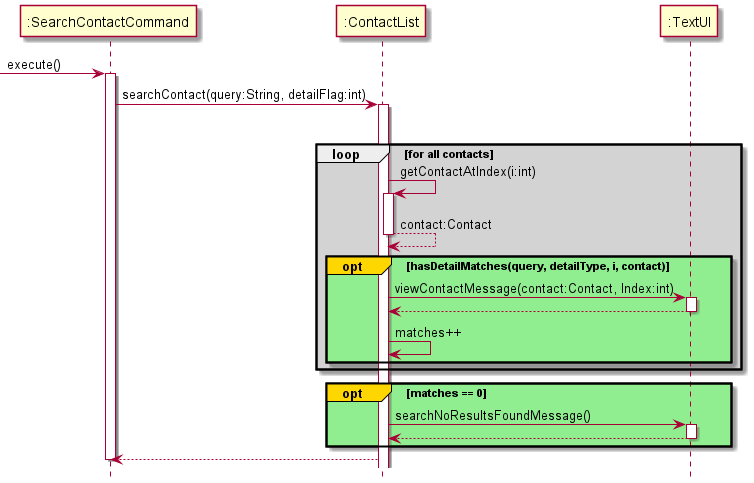 :SearchContactCommand
:ContactList
:TextUI
execute()
searchContact(query:String, detailFlag:int)
loop
[for all contacts]
getContactAtIndex(i:int)
contact:Contact
opt
[hasDetailMatches(query, detailType, i, contact)]
viewContactMessage(contact:Contact, Index:int)
matches++
opt
[matches == 0]
searchNoResultsFoundMessage()